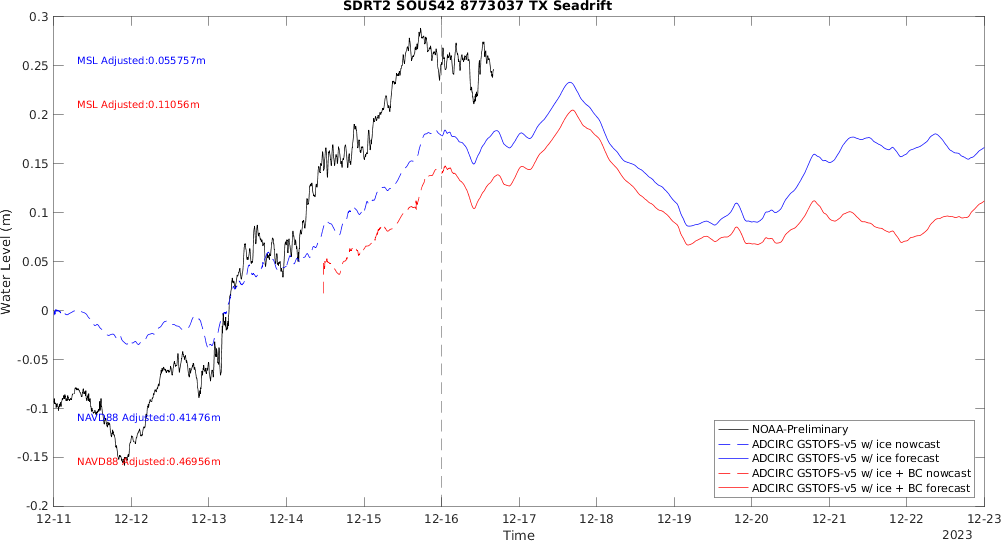 SDRT2 SOUS42 8773037 TX Seadrift
0.3
0.25
0.2
0.15
0.1
0.05
0
-0.05
-0.1
-0.15
-0.2
Water Level (m)
MSL Adjusted:0.055757m
MSL Adjusted:0.11056m
NAVD88 Adjusted:0.41476m
NAVD88 Adjusted:0.46956m
NOAA-Preliminary
ADCIRC GSTOFS-v5 w/ ice nowcast
ADCIRC GSTOFS-v5 w/ ice forecast
ADCIRC GSTOFS-v5 w/ ice + BC nowcast
ADCIRC GSTOFS-v5 w/ ice + BC forecast
12-11 12-12 12-13 12-14 12-15 12-16 12-17 12-18 12-19 12-20 12-21 12-22 12-23
Time
2023